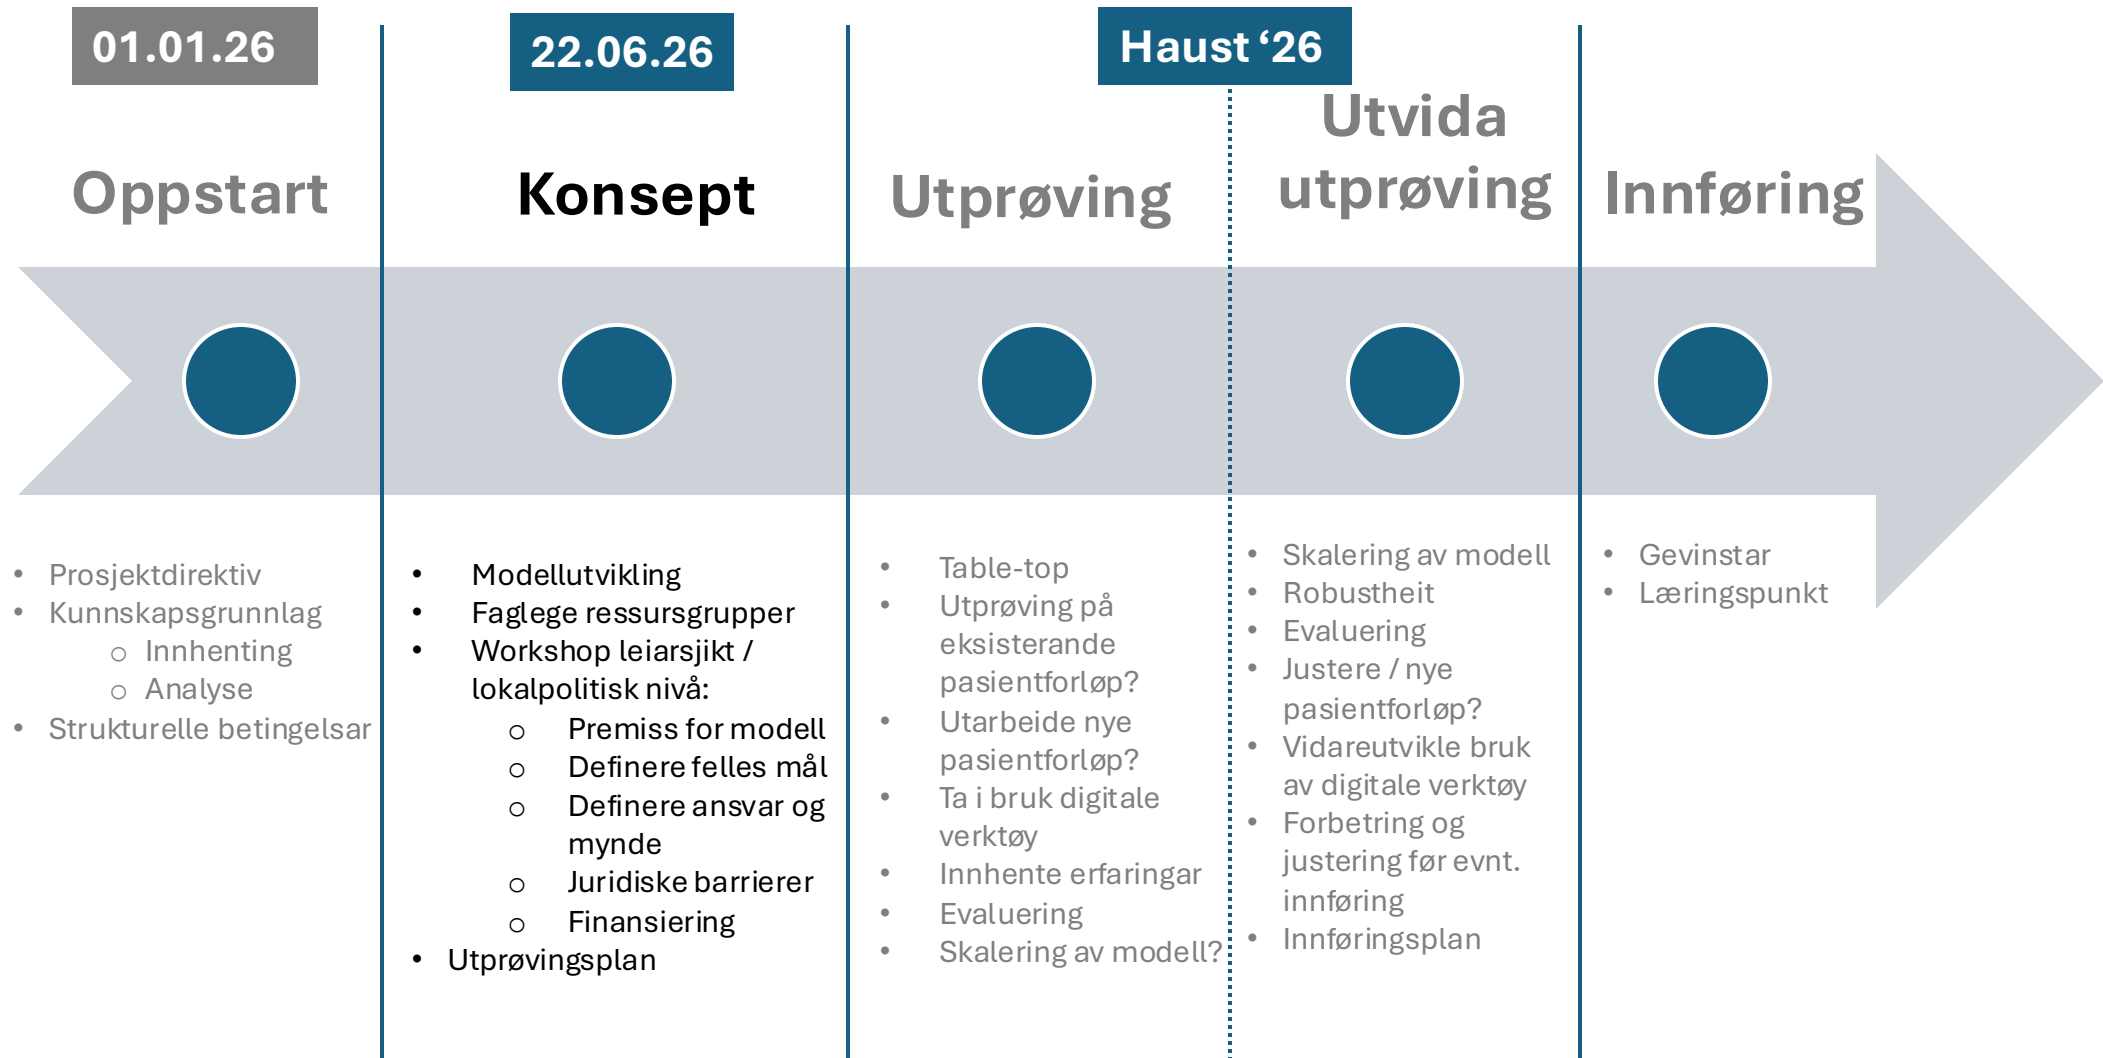 01.01.26
22.06.26
Haust ‘26
Oppstart
Konsept
Utprøving
Utvida
utprøving
Innføring
• Prosjektdirektiv
• Kunnskapsgrunnlag
o Innhenting
o Analyse
• Strukturelle betingelsar
• Modellutvikling
• Faglege ressursgrupper
• Workshop leiarsjikt /
lokalpolitisk nivå:
o Premiss for modell
o Definere felles mål
o Definere ansvar og
mynde
o Juridiske barrierer
o Finansiering
• Utprøvingsplan
• Table-top
• Utprøving på
eksisterande
pasientforløp?
• Utarbeide nye
pasientforløp?
• Ta i bruk digitale
verktøy
• Innhente erfaringar
• Evaluering
• Skalering av modell?
• Skalering av modell
• Robustheit
• Evaluering
• Justere / nye
pasientforløp?
• Vidareutvikle bruk
av digitale verktøy
• Forbetring og
justering før evnt.
innføring
• Innføringsplan
• Gevinstar
• Læringspunkt